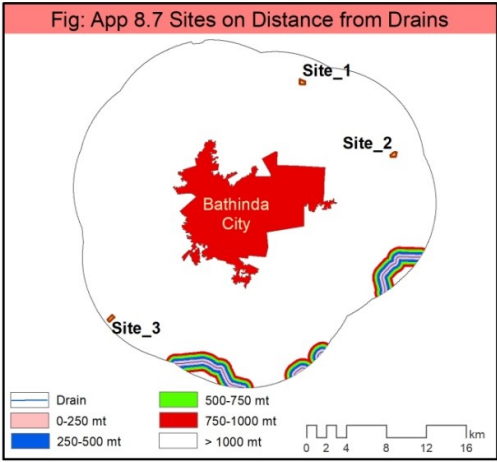 Fig: App 8.7 Sites on Distance from Drains
Site_1
Site_2
Bathinda
City
Site_3
Drain
0-250 mt
250-500 mt
500-750 mt
750-1000 mt
> 1000 mt
km
0 2 4 8 12 16